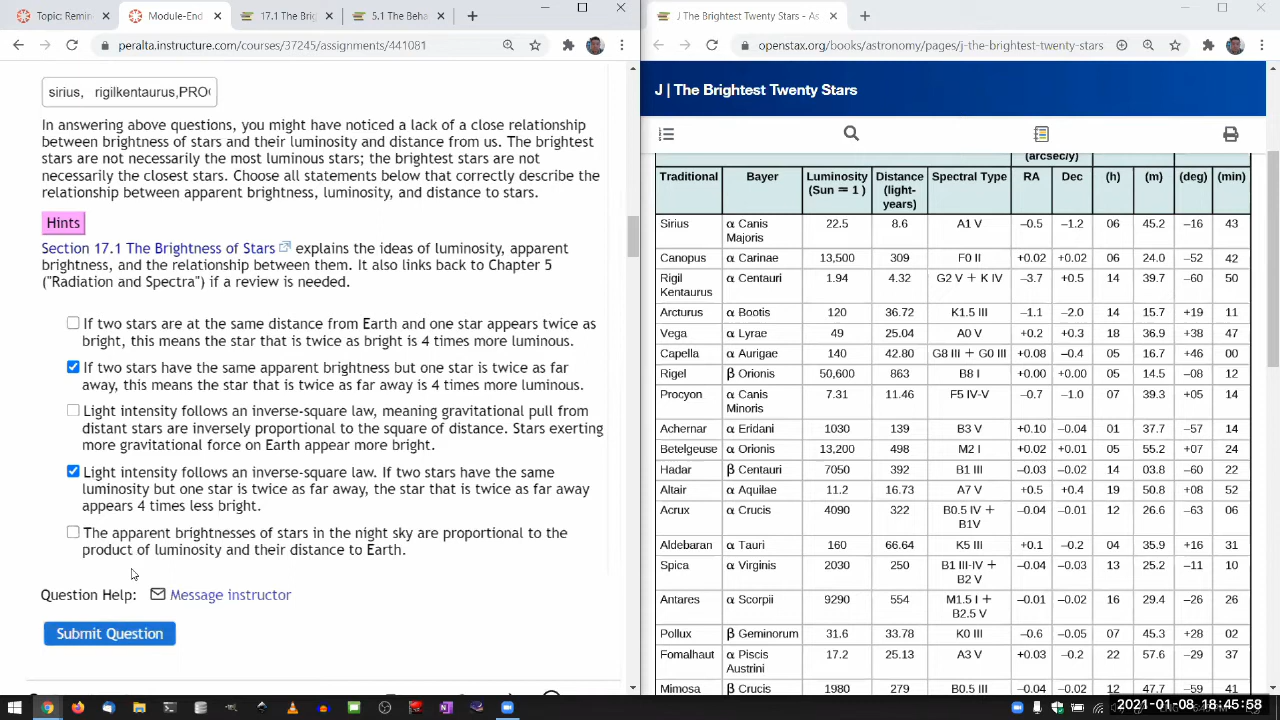 Topic: Remin
Module-End
17.1 The Brig
5.1 The Beha
J The Brightest Twenty Stars - As
peralta.instructure.com/courses/37245/assignments/441081
openstax.org/books/astronomy/pages/j-the-brightest-twenty-stars
sirius, rigilkentaurus,PROC
In answering above questions, you might have noticed a lack of a close relationship
between brightness of stars and their luminosity and distance from us. The brightest
stars are not necessarily the most luminous stars; the brightest stars are not
necessarily the closest stars. Choose all statements below that correctly describe the
relationship between apparent brightness, luminosity, and distance to stars.
Hints
Section 17.1 The Brightness of Stars explains the ideas of luminosity, apparent
brightness, and the relationship between them. It also links back to Chapter 5
("Radiation and Spectra") if a review is needed.
If two stars are at the same distance from Earth and one star appears twice as
bright, this means the star that is twice as bright is 4 times more luminous.
If two stars have the same apparent brightness but one star is twice as far
away, this means the star that is twice as far away is 4 times more luminous.
Light intensity follows an inverse-square law, meaning gravitational pull from
distant stars are inversely proportional to the square of distance. Stars exerting
more gravitational force on Earth appear more bright.
Light intensity follows an inverse-square law. If two stars have the same
luminosity but one star is twice as far away, the star that is twice as far away
appears 4 times less bright.
The apparent brightnesses of stars in the night sky are proportional to the
product of luminosity and their distance to Earth.
Question Help: Message instructor
Submit Question
J | The Brightest Twenty Stars
(arcsec/y)
Traditional Bayer Luminosity (Sun = 1) Distance (light-years) Spectral Type RA Dec (h) (m) (deg) (min)
Sirius α Canis Majoris 22.5 8.6 A1 V −0.5 −1.2 06 45.2 −16 43
Canopus α Carinae 13,500 309 F0 II +0.02 +0.02 06 24.0 −52 42
Rigil Kentaurus α Centauri 1.94 4.32 G2 V + K IV −3.7 +0.5 14 39.7 −60 50
Arcturus α Bootis 120 36.72 K1.5 III −1.1 −2.0 14 15.7 +19 11
Vega α Lyrae 49 25.04 A0 V +0.2 +0.3 18 36.9 +38 47
Capella α Aurigae 140 42.80 G8 III + G0 III +0.08 −0.4 05 16.7 +46 00
Rigel β Orionis 50,600 863 B8 I +0.00 +0.00 05 14.5 −08 12
Procyon α Canis Minoris 7.31 11.46 F5 IV-V −0.7 −1.0 07 39.3 +05 14
Achernar α Eridani 1030 139 B3 V +0.10 −0.04 01 37.7 −57 14
Betelgeuse α Orionis 13,200 498 M2 I +0.02 +0.01 05 55.2 +07 24
Hadar β Centauri 7050 392 B1 III −0.03 −0.02 14 03.8 −60 22
Altair α Aquilae 11.2 16.73 A7 V +0.5 +0.4 19 50.8 +08 52
Acrux α Crucis 4090 322 B0.5 IV + B1V −0.04 −0.01 12 26.6 −63 06
Aldebaran α Tauri 160 66.64 K5 III +0.1 −0.2 04 35.9 +16 31
Spica α Virginis 2030 250 B1 III-IV + B2 V −0.04 −0.03 13 25.2 −11 10
Antares α Scorpii 9290 554 M1.5 I + B2.5 V −0.01 −0.02 16 29.4 −26 26
Pollux β Geminorum 31.6 33.78 K0 III −0.6 −0.05 07 45.3 +28 02
Fomalhaut α Piscis Austrini 17.2 25.13 A3 V +0.03 −0.2 22 57.6 −29 37
Mimosa β Crucis 1980 279 B0.5 III −0.04 −0.02 12 47.7 −59 41
2021-01-08 18:45:58